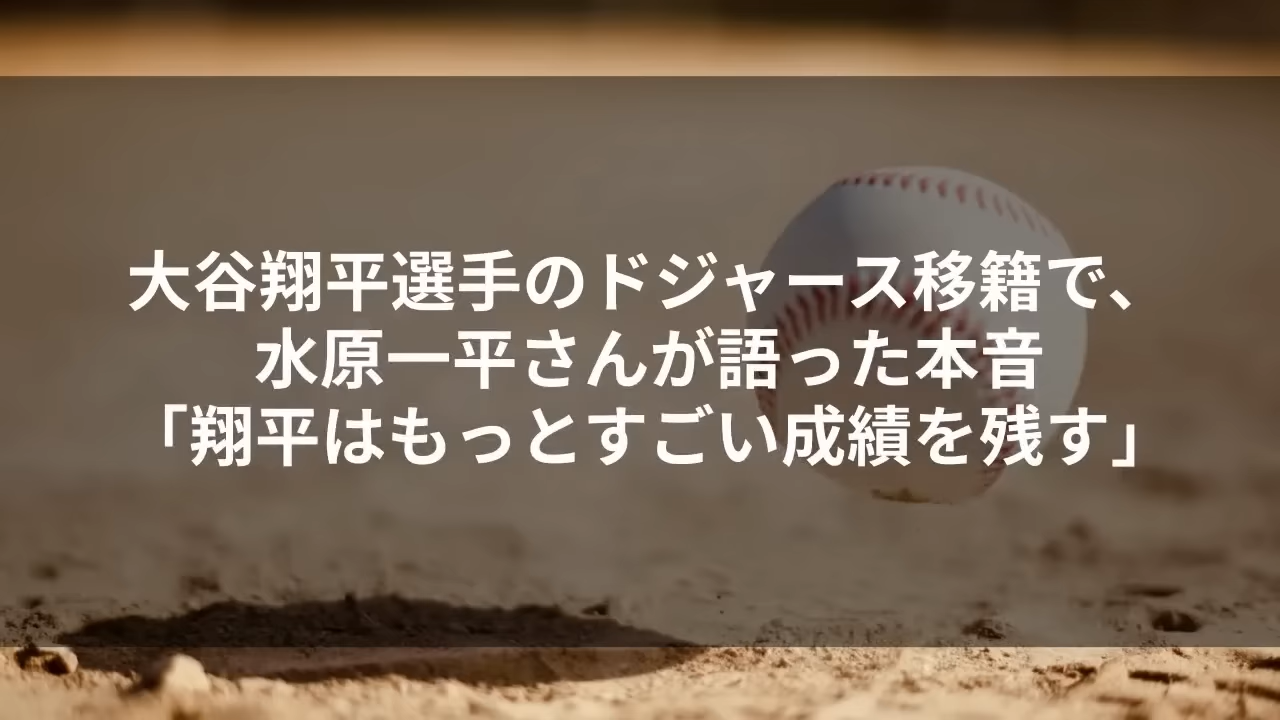 大谷翔平選手のドジャース移籍で、
水原一平さんが語った本音
「翔平はもっとすごい成績を残す」